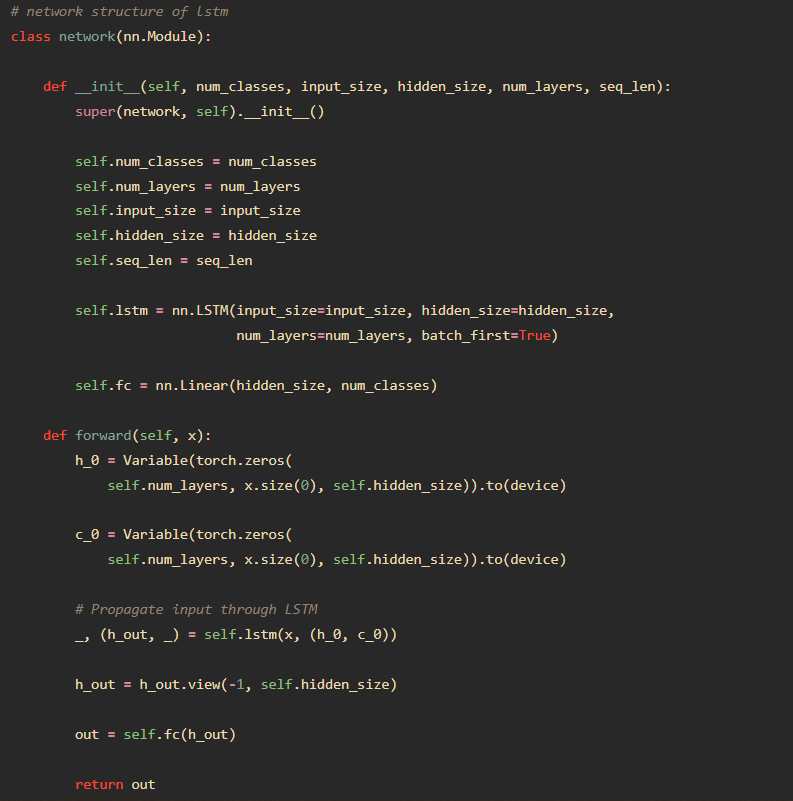 # network structure of lstm
class network(nn.Module):
    def __init__(self, num_classes, input_size, hidden_size, num_layers, seq_len):
        super(network, self).__init__()
        self.num_classes = num_classes
        self.num_layers = num_layers
        self.input_size = input_size
        self.hidden_size = hidden_size
        self.seq_len = seq_len
        self.lstm = nn.LSTM(input_size=input_size, hidden_size=hidden_size,
                            num_layers=num_layers, batch_first=True)
        self.fc = nn.Linear(hidden_size, num_classes)
    def forward(self, x):
        h_0 = Variable(torch.zeros(
            self.num_layers, x.size(0), self.hidden_size)).to(device)
        c_0 = Variable(torch.zeros(
            self.num_layers, x.size(0), self.hidden_size)).to(device)
        # Propagate input through LSTM
        _, (h_out, _) = self.lstm(x, (h_0, c_0))
        h_out = h_out.view(-1, self.hidden_size)
        out = self.fc(h_out)
        return out